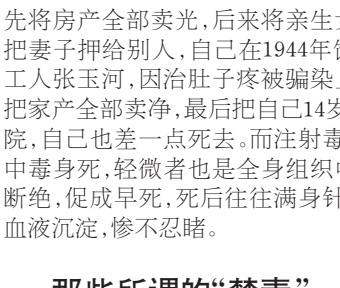 先将房产全部卖光，后来将亲生
把妻子押给别人，自己在1944年
工人张玉河，因治肚子疼被骗染
把家产全部卖净，最后把自己14岁
院，自己也差一点死去。而注射毒
中毒身死，轻微者也是全身组织
断绝，促成早死，死后往往满身针
血液沉淀，惨不忍睹。
那些所谓的“禁毒”